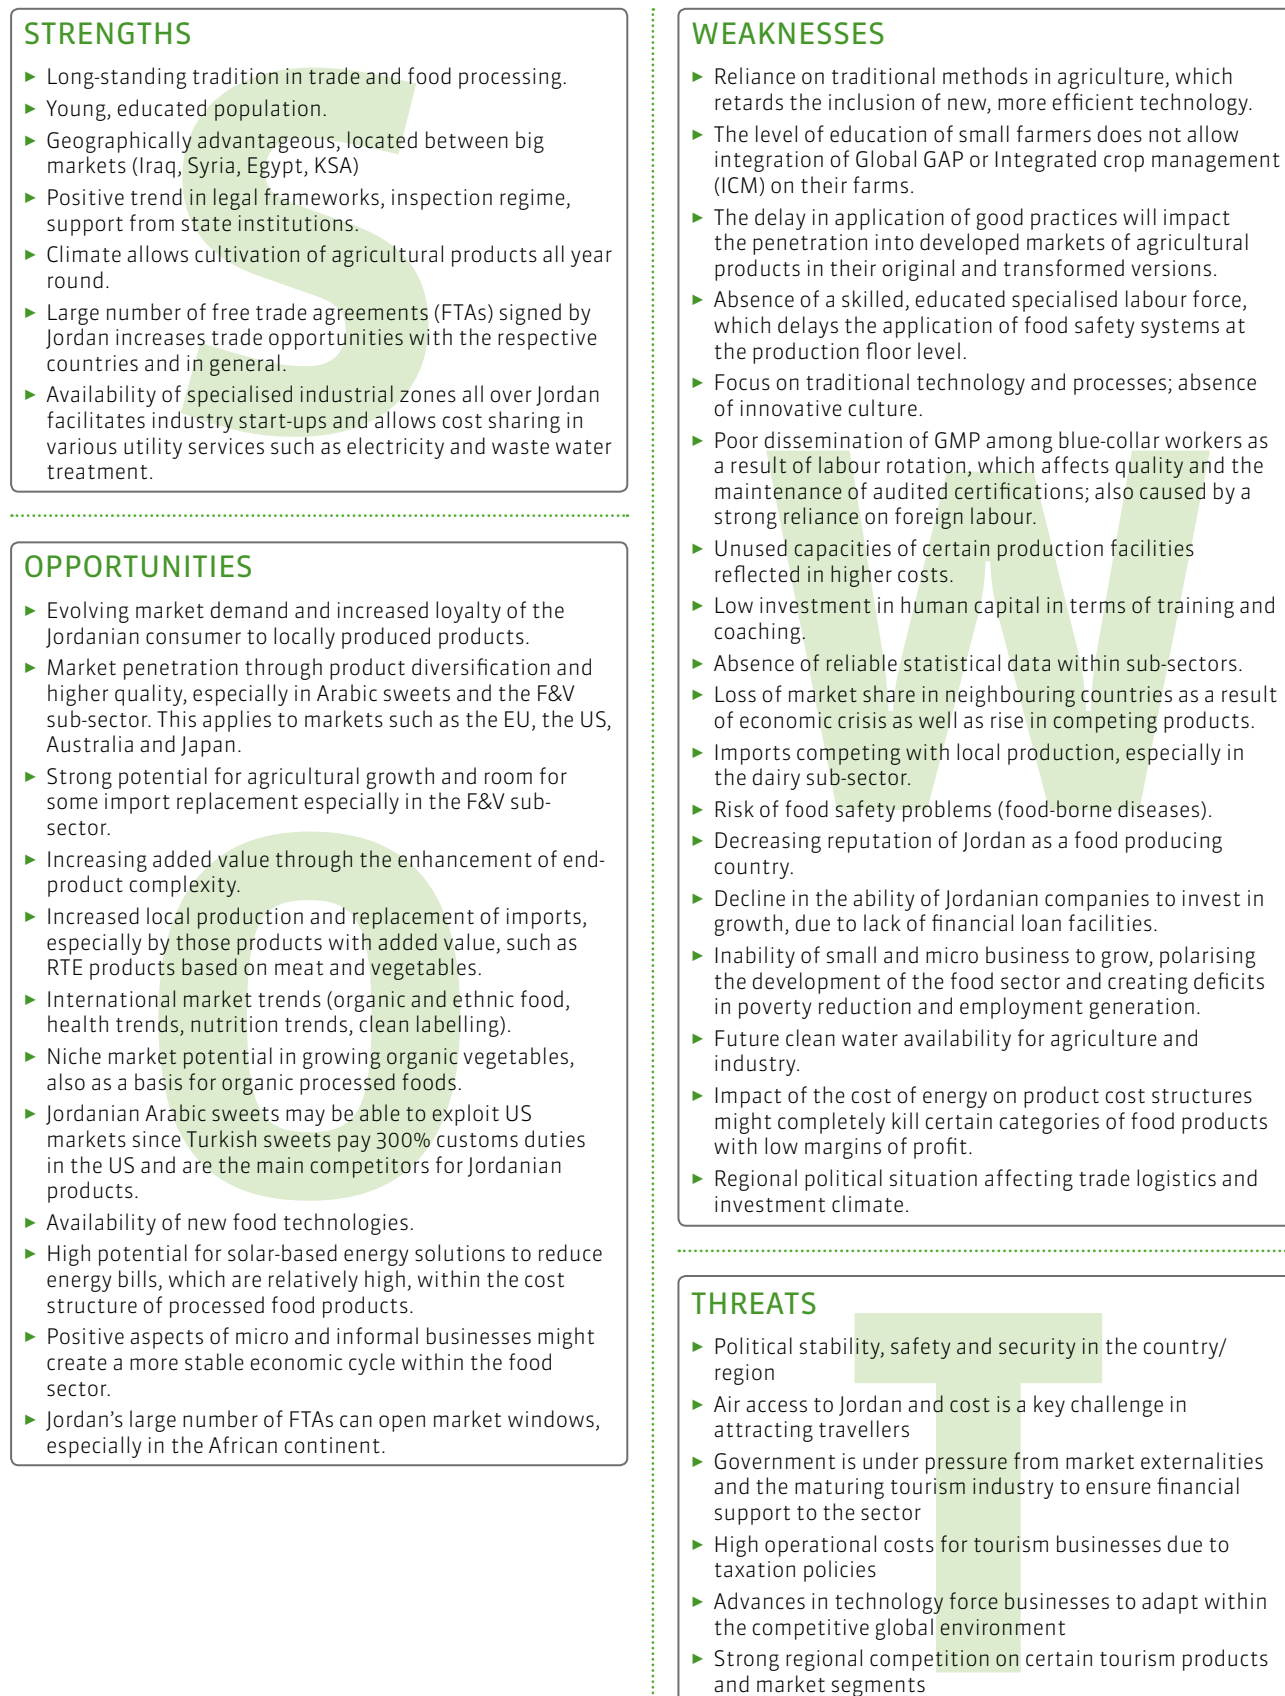 STRENGTHS
► Long-standing tradition in trade and food processing.
► Young, educated population.
► Geographically advantageous, located between big
markets (Iraq, Syria, Egypt, KSA)
► Positive trend in legal frameworks, inspection regime,
support from state institutions.
► Climate allows cultivation of agricultural products all year
round.
► Large number of free trade agreements (FTAs) signed by
Jordan increases trade opportunities with the respective
countries and in general.
► Availability of specialised industrial zones all over Jordan
facilitates industry start-ups and allows cost sharing in
various utility services such as electricity and waste water
treatment.
S
OPPORTUNITIES
► Evolving market demand and increased loyalty of the
Jordanian consumer to locally produced products.
► Market penetration through product diversification and
higher quality, especially in Arabic sweets and the F&V
sub-sector. This applies to markets such as the EU, the US,
Australia and Japan.
► Strong potential for agricultural growth and room for
some import replacement especially in the F&V sub-
sector.
► Increasing added value through the enhancement of end-
product complexity.
► Increased local production and replacement of imports,
especially by those products with added value, such as
RTE products based on meat and vegetables.
► International market trends (organic and ethnic food,
health trends, nutrition trends, clean labelling).
► Niche market potential in growing organic vegetables,
also as a basis for organic processed foods.
► Jordanian Arabic sweets may be able to exploit US
markets since Turkish sweets pay 300% customs duties
in the US and are the main competitors for Jordanian
products.
► Availability of new food technologies.
► High potential for solar-based energy solutions to reduce
energy bills, which are relatively high, within the cost
structure of processed food products.
► Positive aspects of micro and informal businesses might
create a more stable economic cycle within the food
sector.
► Jordan's large number of FTAs can open market windows,
especially in the African continent.
O
WEAKNESSES
► Reliance on traditional methods in agriculture, which
retards the inclusion of new, more efficient technology.
► The level of education of small farmers does not allow
integration of Global GAP or Integrated crop management
(ICM) on their farms.
► The delay in application of good practices will impact
the penetration into developed markets of agricultural
products in their original and transformed versions.
► Absence of a skilled, educated specialised labour force,
which delays the application of food safety systems at
the production floor level.
► Focus on traditional technology and processes; absence
of innovative culture.
► Poor dissemination of GMP among blue-collar workers as
a result of labour rotation, which affects quality and the
maintenance of audited certifications; also caused by a
strong reliance on foreign labour.
► Unused capacities of certain production facilities
reflected in higher costs.
► Low investment in human capital in terms of training and
coaching.
► Absence of reliable statistical data within sub-sectors.
► Loss of market share in neighbouring countries as a result
of economic crisis as well as rise in competing products.
► Imports competing with local production, especially in
the dairy sub-sector.
► Risk of food safety problems (food-borne diseases).
► Decreasing reputation of Jordan as a food producing
country.
► Decline in the ability of Jordanian companies to invest in
growth, due to lack of financial loan facilities.
► Inability of small and micro business to grow, polarising
the development of the food sector and creating deficits
in poverty reduction and employment generation.
► Future clean water availability for agriculture and
industry.
► Impact of the cost of energy on product cost structures
might completely kill certain categories of food products
with low margins of profit.
► Regional political situation affecting trade logistics and
investment climate.
W
THREATS
► Political stability, safety and security in the country/
region
► Air access to Jordan and cost is a key challenge in
attracting travellers
► Government is under pressure from market externalities
and the maturing tourism industry to ensure financial
support to the sector
► High operational costs for tourism businesses due to
taxation policies
► Advances in technology force businesses to adapt within
the competitive global environment
► Strong regional competition on certain tourism products
and market segments
T